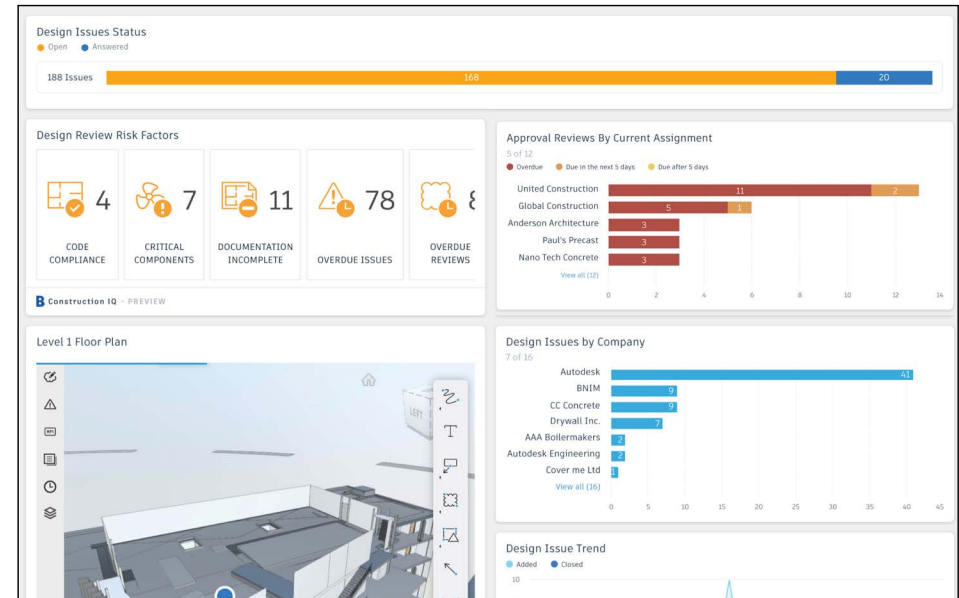 Design Issues Status
Open Answered
188 Issues 168 20
Design Review Risk Factors
4 7 11 78
CODE COMPLIANCE
CRITICAL COMPONENTS
DOCUMENTATION INCOMPLETE
OVERDUE ISSUES
OVERDUE REVIEWS
B Construction IQ - PREVIEW
Approval Reviews By Current Assignment
5 of 12
Overdue Due in the next 5 days Due after 5 days
United Construction 11 2
Global Construction 5 1
Anderson Architecture 3
Paul's Precast 3
Nano Tech Concrete 3
View all (12)
0 2 4 6 8 10 12 14
Level 1 Floor Plan
LEFT
T
Design Issues by Company
7 of 16
Autodesk 41
BNIM 9
CC Concrete 9
Drywall Inc. 7
AAA Boilermakers 2
Autodesk Engineering 2
Cover me Ltd 1
View all (16)
0 5 10 15 20 25 30 35 40 45
Design Issue Trend
Added Closed
10